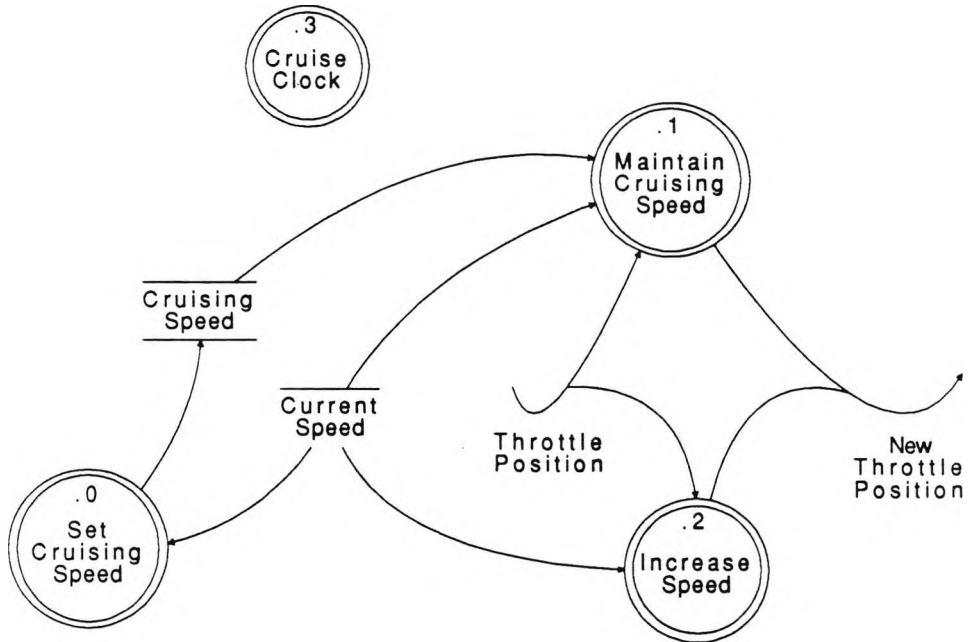 .3
Cruise
Clock
.1
Maintain
Cruising
Speed
Cruising
Speed
Current
Speed
Throttle
Position
New
Throttle
Position
.0
Set
Cruising
Speed
.2
Increase
Speed